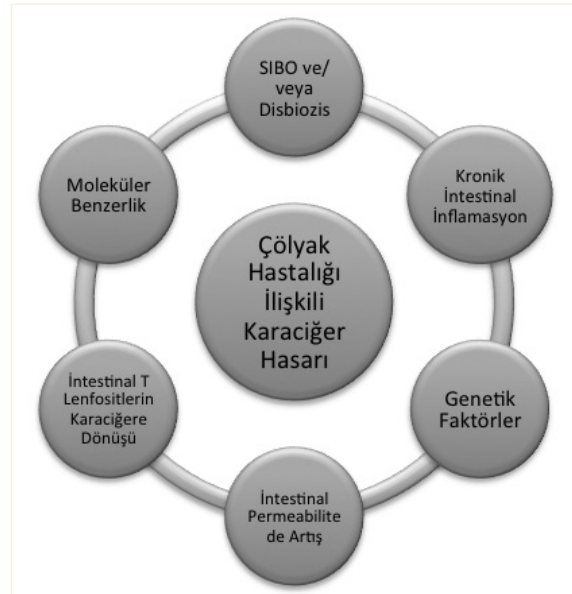 SIBO ve/
veya
Disbiozis
Kronik
İntestinal
İnflamasyon
Genetik
Faktörler
İntestinal
Permeabilite
de Artış
İntestinal T
Lenfositlerin
Karaciğere
Dönüşü
Moleküler
Benzerlik
Çölyak
Hastalığı
İlişkili
Karaciğer
Hasarı